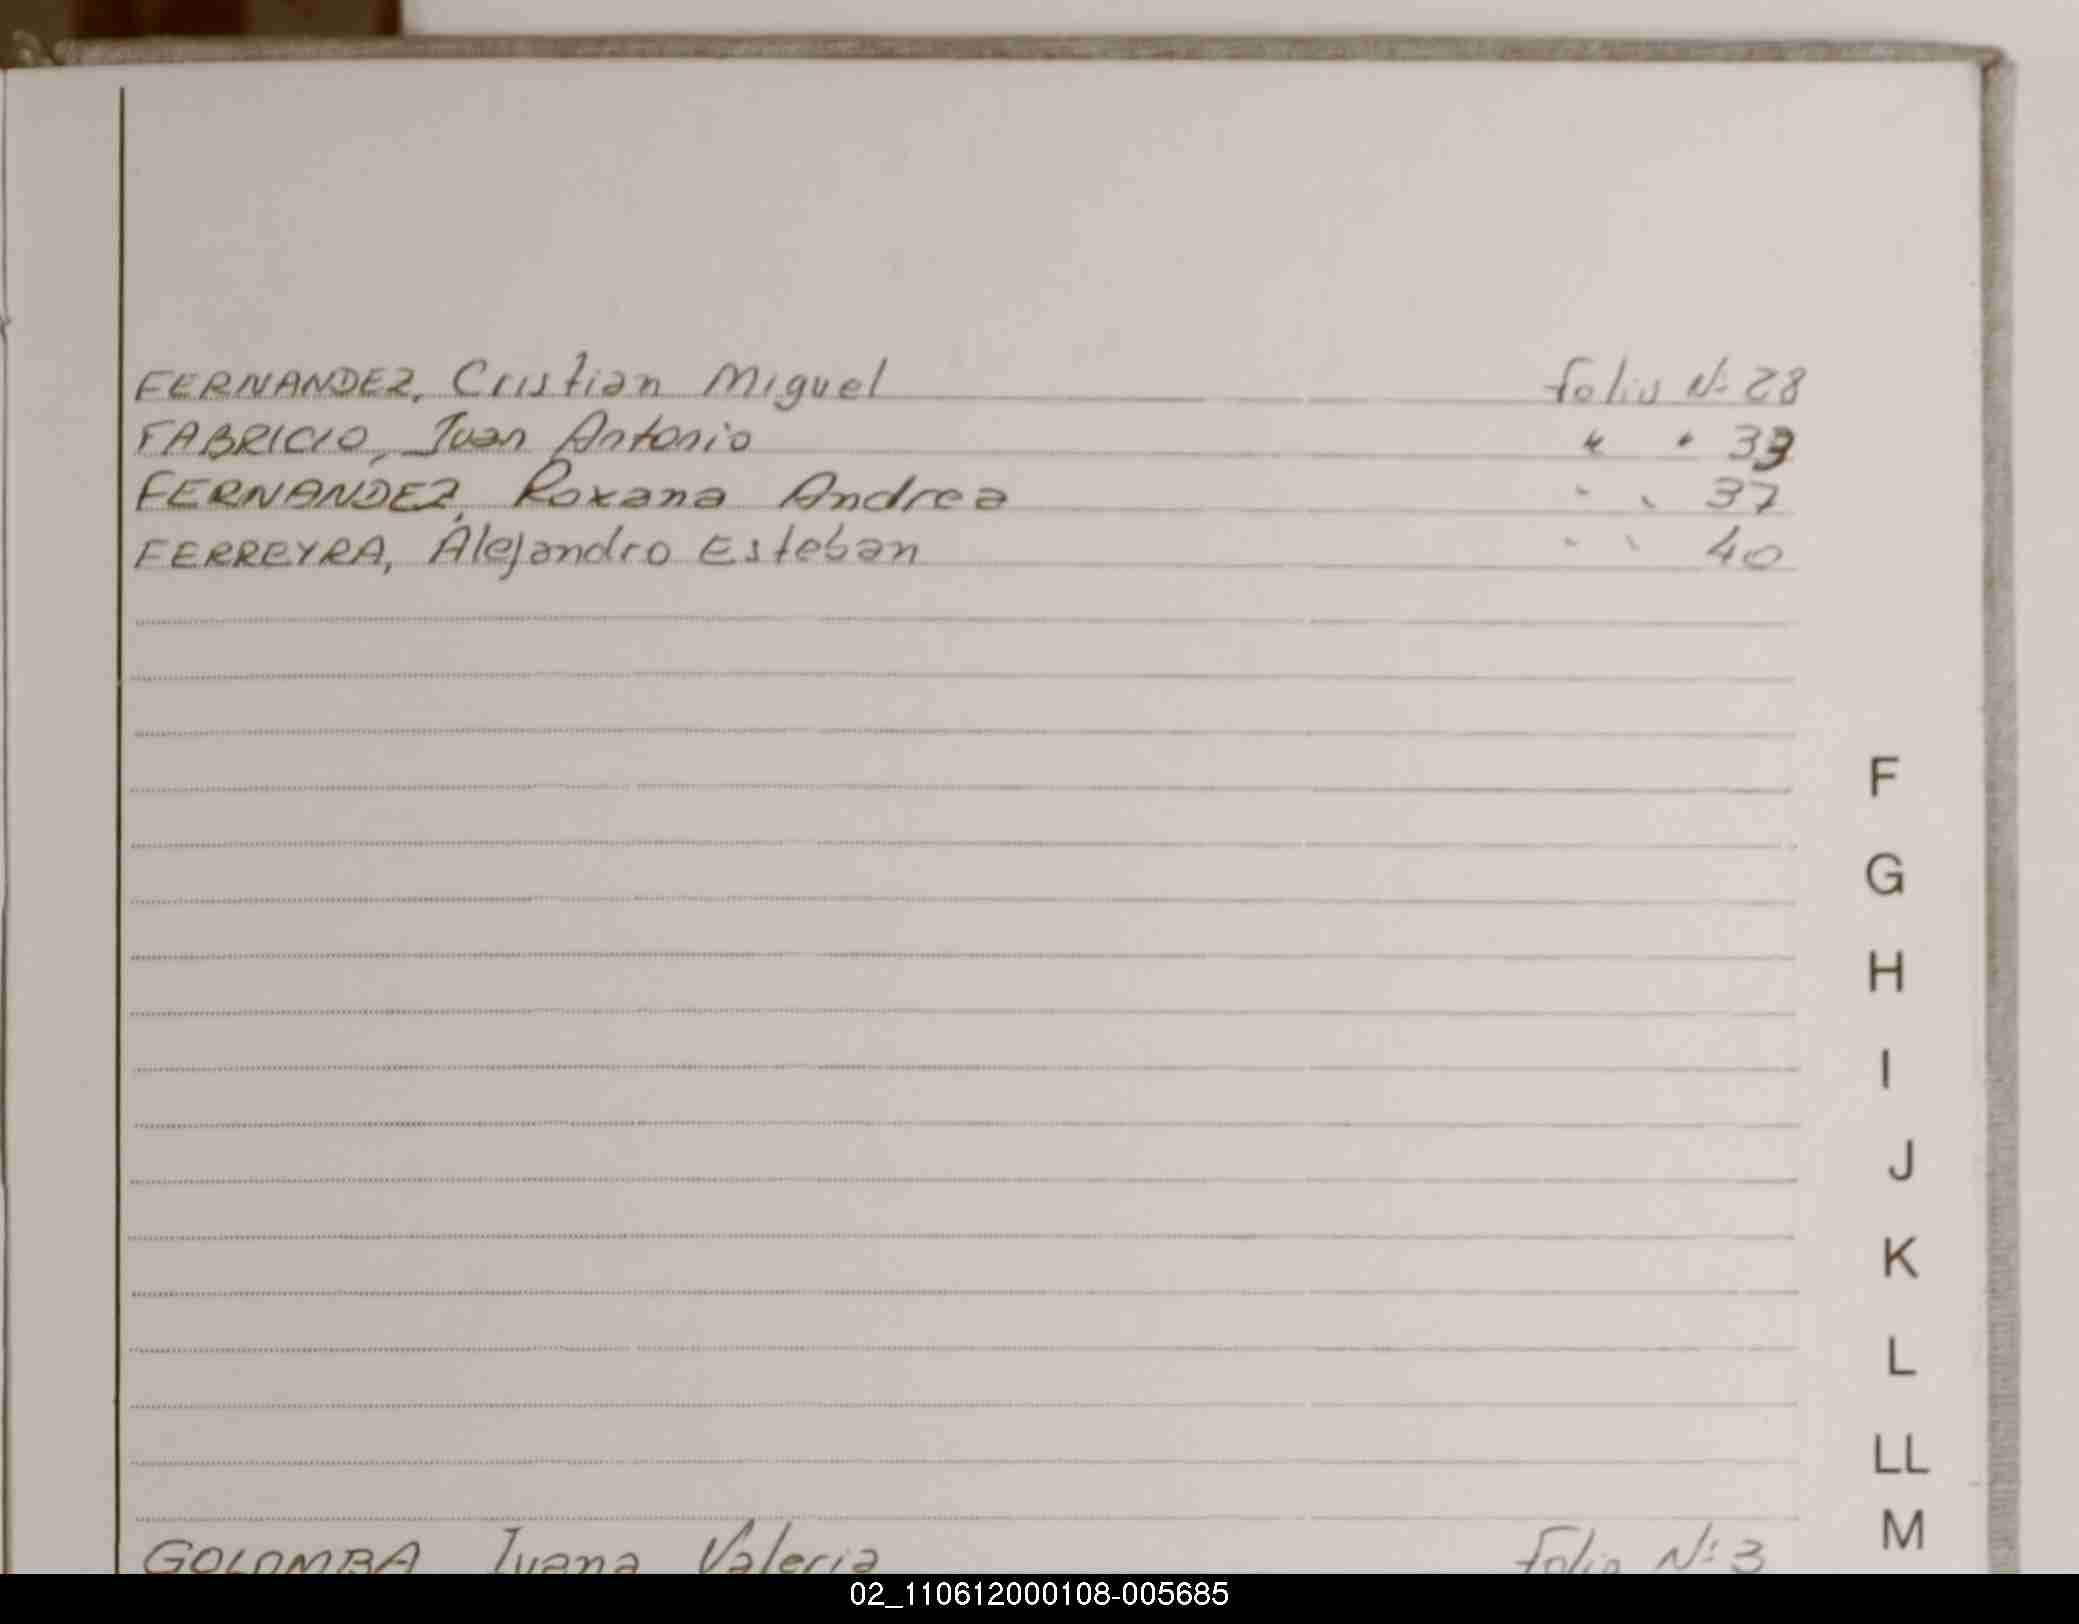 FERNANDEZ, Cristian Miguel folio Nº 28
FABRICIO, Juan Antonio " " 33
FERNANDEZ, Roxana Andrea " " 37
FERREYRA, Alejandro Esteban " " 40
F
G
H
I
J
K
L
LL
M
GOLOMBA Ivana Valeria folio Nº 3
02_110612000108-005685